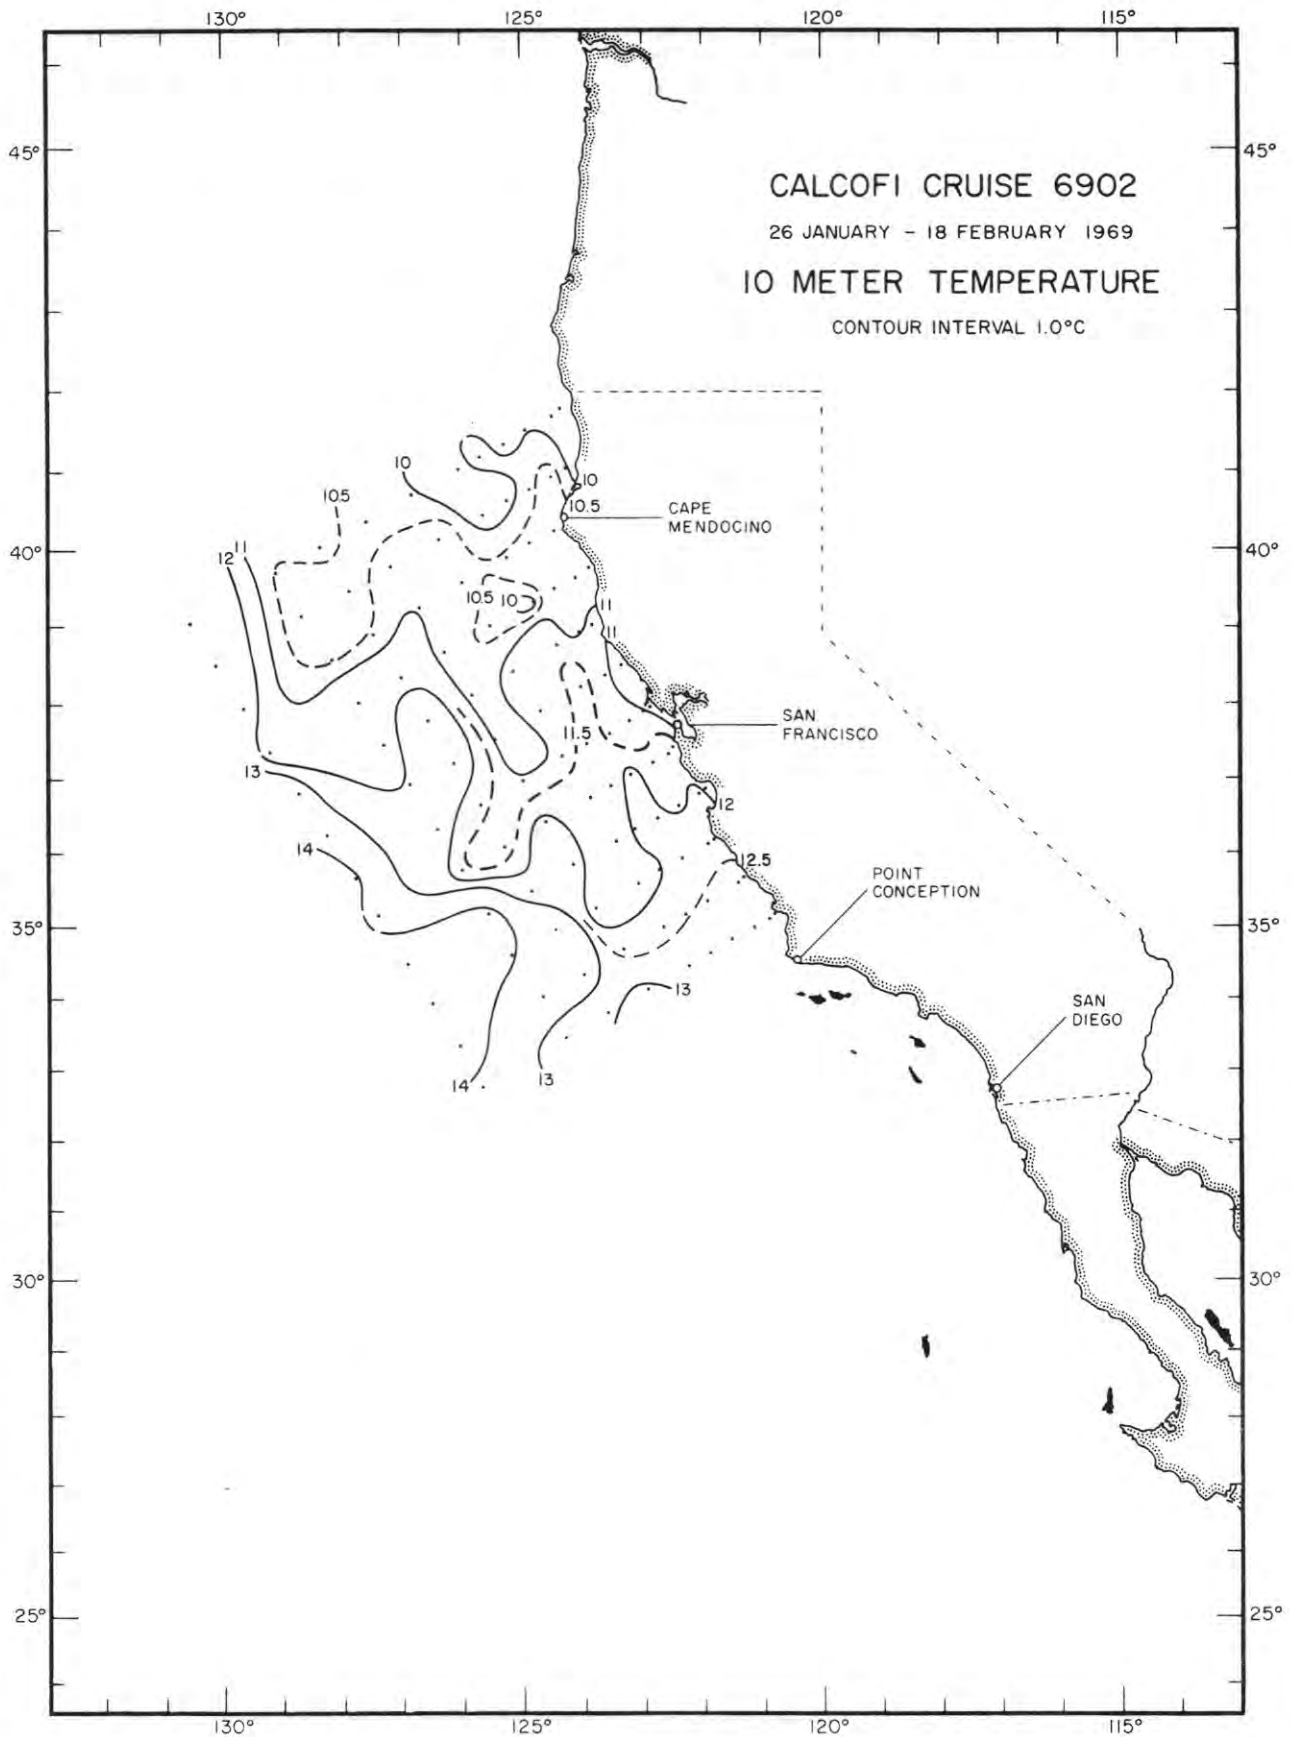 130° 125° 120° 115°
45° 45°
CALCOFI CRUISE 6902
26 JANUARY - 18 FEBRUARY 1969
10 METER TEMPERATURE
CONTOUR INTERVAL 1.0°C
10
10
10.5
10.5
CAPE
MENDOCINO
40° 40°
12 11
10.5 10
11
11
SAN
FRANCISCO
11.5
13
12
14
12.5
POINT
CONCEPTION
35° 35°
13
SAN
DIEGO
14 13
30° 30°
25° 25°
130° 125° 120° 115°